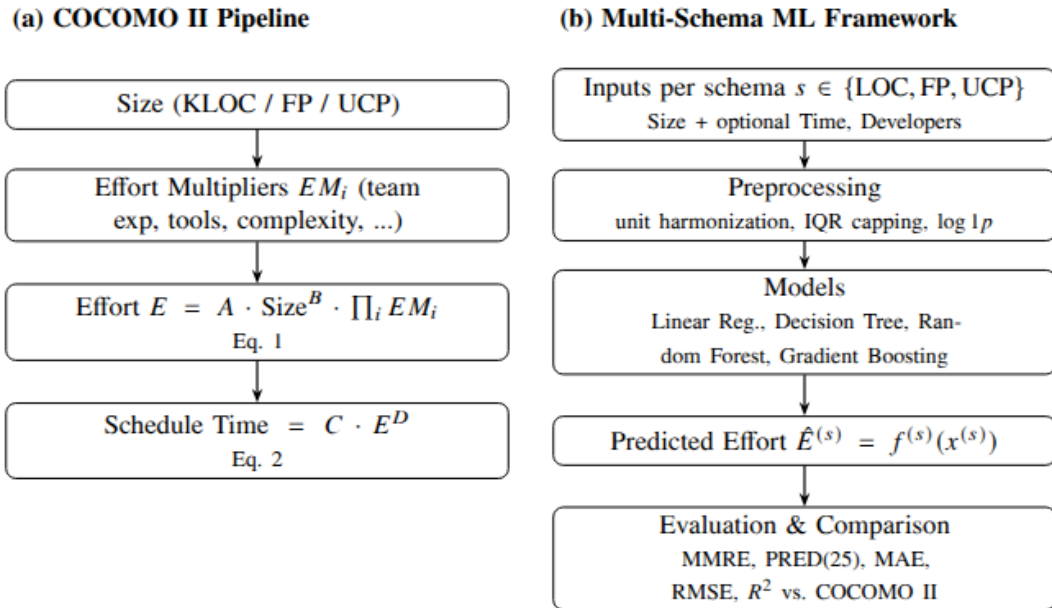 (a) COCOMO II Pipeline
Size (KLOC / FP / UCP)
Effort Multipliers EMᵢ (team
exp, tools, complexity, ...)
Effort E = A · Sizeᴮ · ∏ᵢ EMᵢ
Eq. 1
Schedule Time = C · Eᴰ
Eq. 2
(b) Multi-Schema ML Framework
Inputs per schema s ∈ {LOC, FP, UCP}
Size + optional Time, Developers
Preprocessing
unit harmonization, IQR capping, log 1p
Models
Linear Reg., Decision Tree, Ran-
dom Forest, Gradient Boosting
Predicted Effort Ê⁽ˢ⁾ = f⁽ˢ⁾(x⁽ˢ⁾)
Evaluation & Comparison
MMRE, PRED(25), MAE,
RMSE, R² vs. COCOMO II